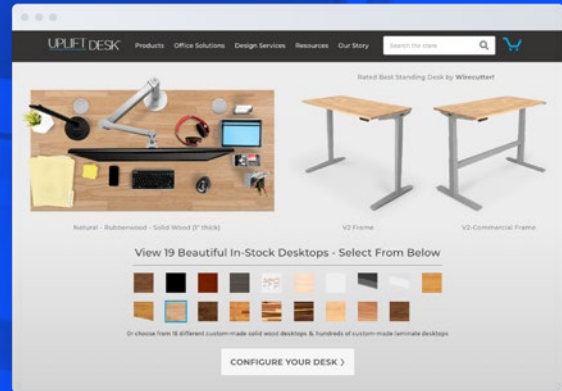 UPLIFT DESK
Products Office Solutions Design Services Resources Our Story Search the store
Rated Best Standing Desk by Wirecutter!
Natural - Rubberwood - Solid Wood (1" thick) V2 Frame V2-Commercial Frame
View 19 Beautiful In-Stock Desktops - Select From Below
Or choose from 16 different custom-made solid wood desktops & hundreds of custom-made laminate desktops
CONFIGURE YOUR DESK >